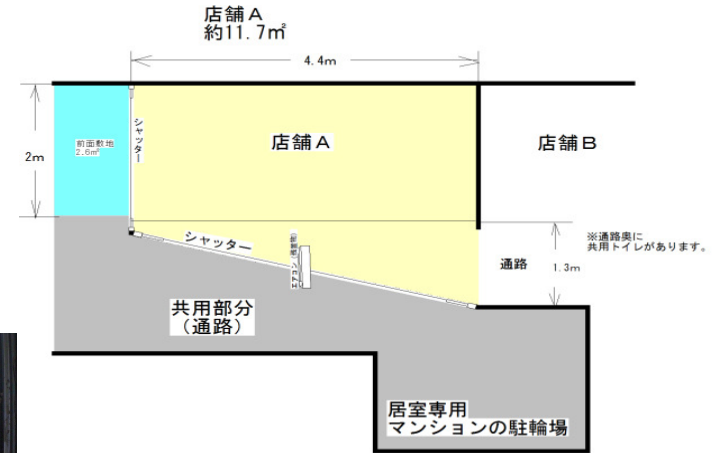 店舗A
約11.7㎡
4.4m
2m
前面敷地
2.6㎡
シャッター
店舗A
店舗B
シャッター
通路
1.3m
※通路奥に
共用トイレがあります。
共用部分
（通路）
居室専用
マンションの駐輪場